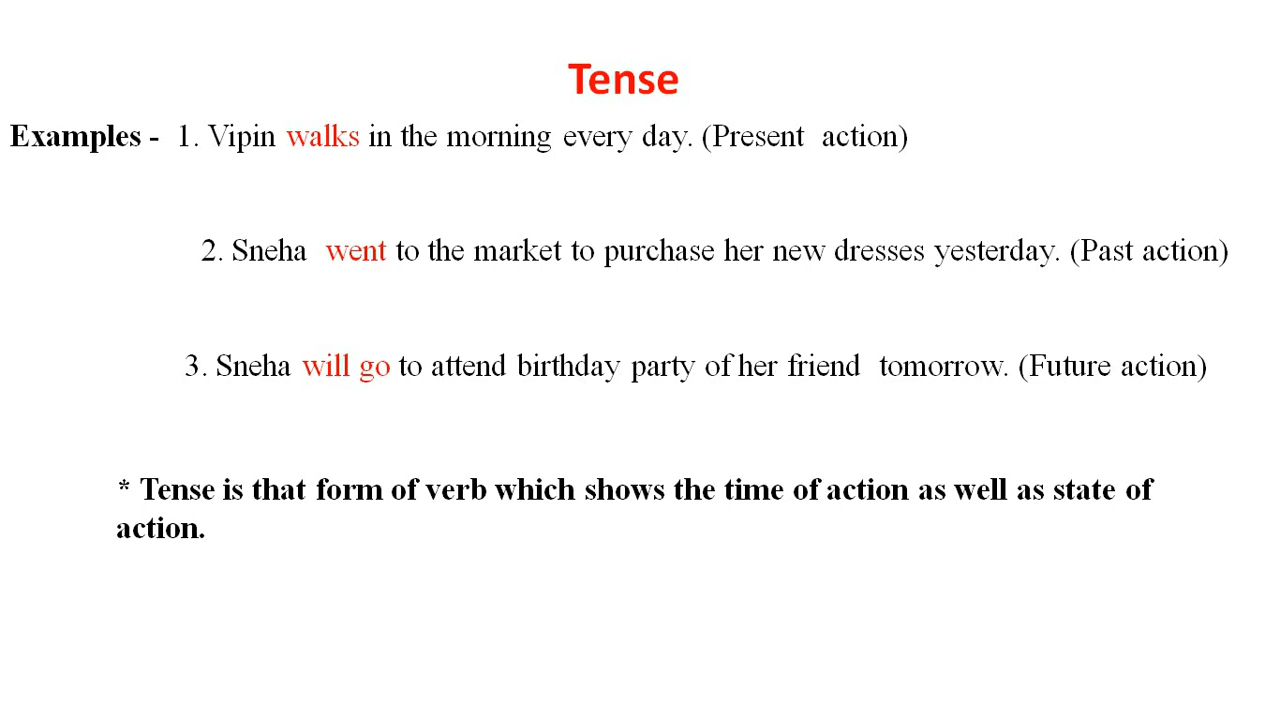 Tense
Examples - 1. Vipin walks in the morning every day. (Present action)
2. Sneha went to the market to purchase her new dresses yesterday. (Past action)
3. Sneha will go to attend birthday party of her friend tomorrow. (Future action)
* Tense is that form of verb which shows the time of action as well as state of
action.